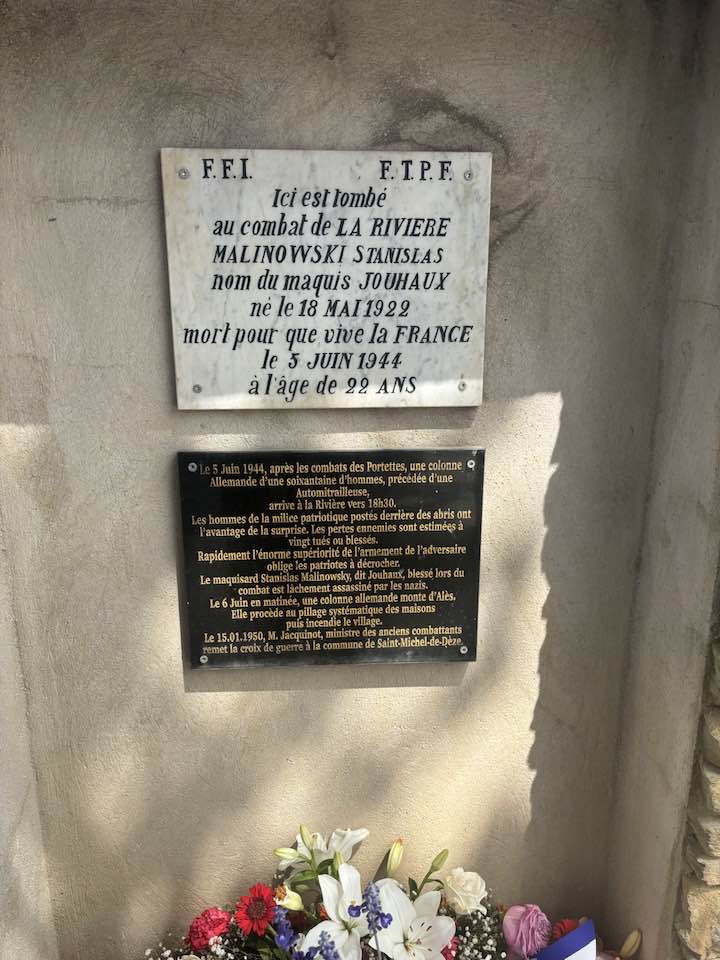 F.F.I. F.T.P.F.
Ici est tombé
au combat de LA RIVIERE
MALINOWSKI STANISLAS
nom du maquis JOUHAUX
né le 18 MAI 1922
mort pour que vive la FRANCE
le 5 JUIN 1944
à l'âge de 22 ANS
Le 5 Juin 1944, après les combats des Portettes, une colonne
Allemande d'une soixantaine d'hommes, précédée d'une
Automitrailleuse,
arrive à la Rivière vers 18h30.
Les hommes de la milice patriotique postés derrière des abris ont
l'avantage de la surprise. Les pertes ennemies sont estimées à
vingt tués ou blessés.
Rapidement l'énorme supériorité de l'armement de l'adversaire
oblige les patriotes à décrocher.
Le maquisard Stanislas Malinowsky, dit Jouhaux, blessé lors du
combat est lâchement assassiné par les nazis.
Le 6 Juin en matinée, une colonne allemande monte d'Alès.
Elle procède au pillage systématique des maisons
puis incendie le village.
Le 15.01.1950, M. Jacquinot, ministre des anciens combattants
remet la croix de guerre à la commune de Saint-Michel-de-Dèze